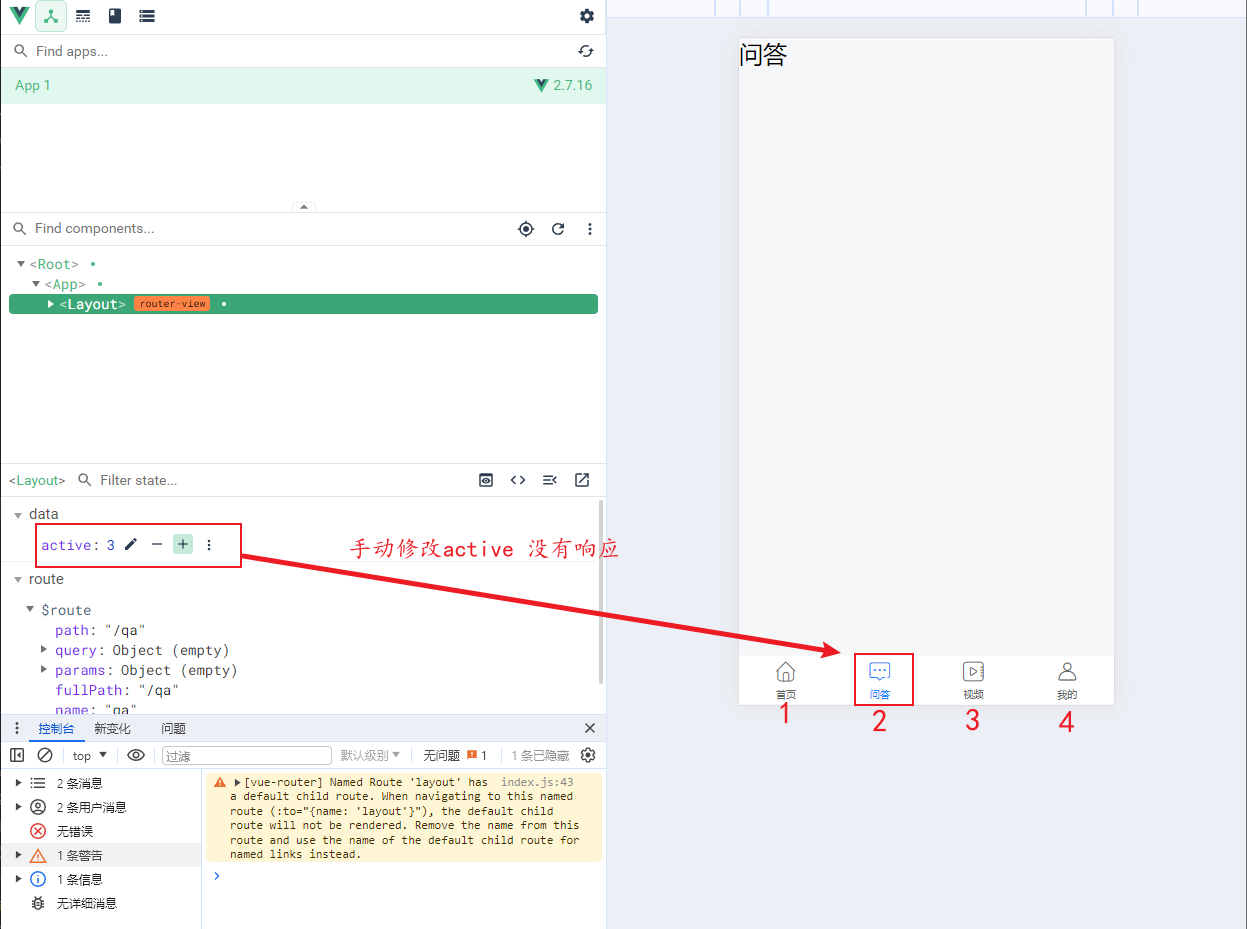 Find apps...
App 1
2.7.16
Find components...
<Root>
<App>
<Layout> router-view
<Layout> Filter state...
data
active: 3
route
$route
path: "/qa"
query: Object (empty)
params: Object (empty)
fullPath: "/qa"
name: "qa"
手动修改active 没有响应
问答
首页
问答
视频
我的
1
2
3
4
控制台 新变化 问题
top 过滤 默认级别 无问题 1 1 条已隐藏
2 条消息
2 条用户消息
无错误
1 条警告
1 条信息
无详细消息
[vue-router] Named Route 'layout' has index.js:43
a default child route. When navigating to this named
route (:to="{name: 'layout'}"), the default child
route will not be rendered. Remove the name from this
route and use the name of the default child route for
named links instead.